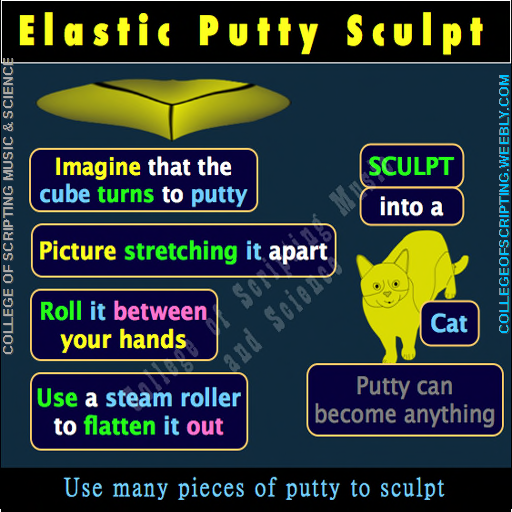 Elastic Putty Sculpt
COLLEGE OF SCRIPTING MUSIC & SCIENCE
Imagine that the
cube turns to putty
Picture stretching it apart
Roll it between
your hands
Use a steam roller
to flatten it out
SCULPT
into a
Cat
Putty can
become anything
COLLEGEOFSCRIPTING.WEEBLY.COM
College of Scripting Music
and Science
Use many pieces of putty to sculpt